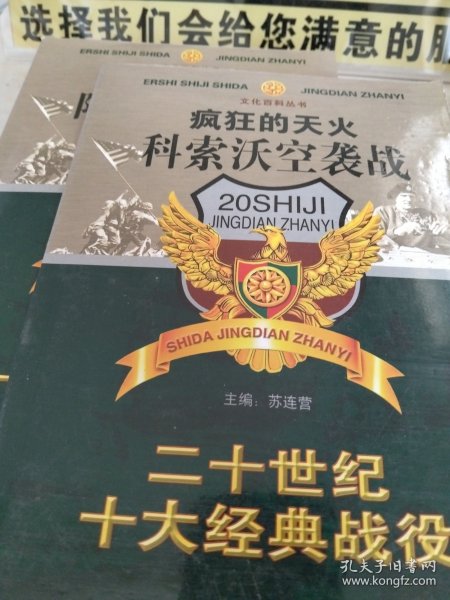 选择我们会给您满意的服
ERSHI SHIJI SHIDA
JINGDIAN ZHANYI
ERSHI SHIJI SHIDA
JINGDIAN ZHANYI
文化百科丛书
疯狂的天火
科索沃空袭战
20SHIJI
JINGDIAN ZHANYI
SHIDA JINGDIAN ZHANYI
主编：苏连营
二十世纪
十大经典战役
孔夫子旧书网
www.kongfz.com